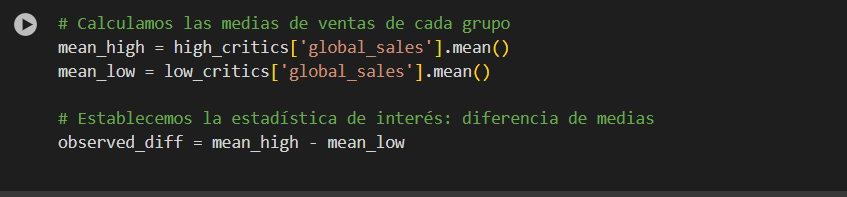 # Calculamos las medias de ventas de cada grupo
mean_high = high_critics['global_sales'].mean()
mean_low = low_critics['global_sales'].mean()
# Establecemos la estadística de interés: diferencia de medias
observed_diff = mean_high - mean_low